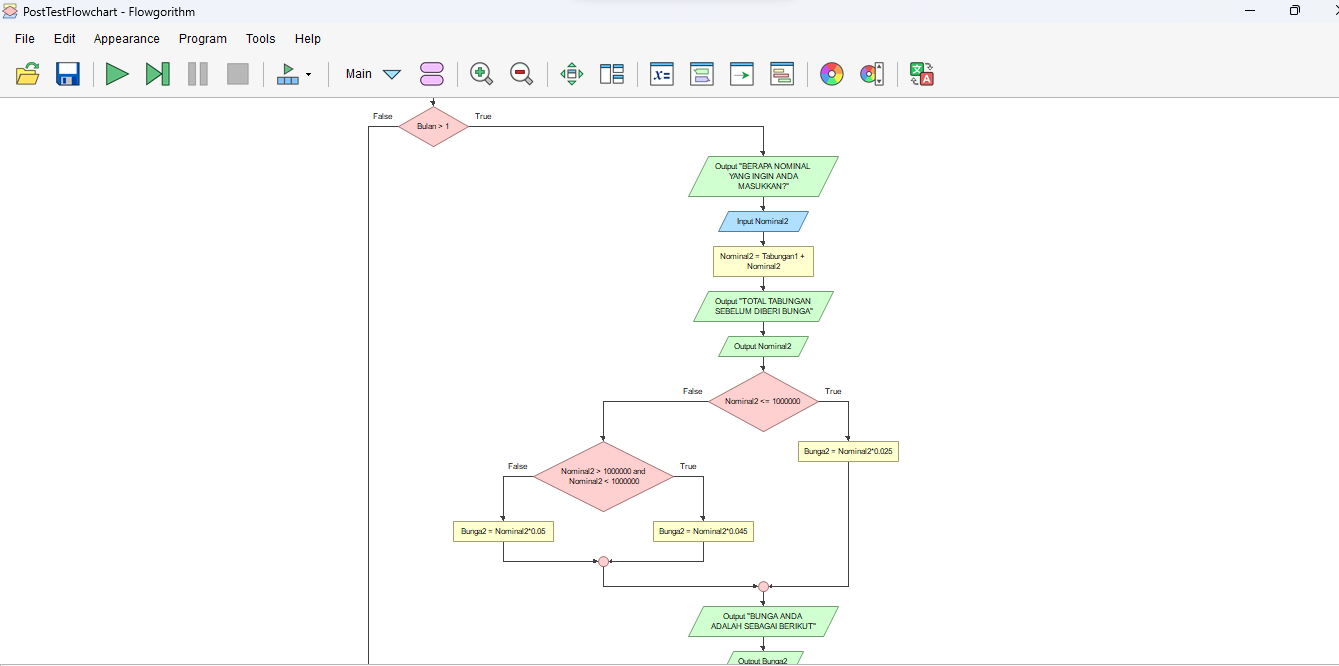 PostTestFlowchart - Flowgorithm
File Edit Appearance Program Tools Help
Main
x=
文
A
False
Bulan > 1
True
Output "BERAPA NOMINAL
YANG INGIN ANDA
MASUKKAN?"
Input Nominal2
Nominal2 = Tabungan1 +
Nominal2
Output "TOTAL TABUNGAN
SEBELUM DIBERI BUNGA"
Output Nominal2
False
Nominal2 <= 1000000
True
Bunga2 = Nominal2*0.025
False
Nominal2 > 1000000 and
Nominal2 < 1000000
True
Bunga2 = Nominal2*0.05
Bunga2 = Nominal2*0.045
Output "BUNGA ANDA
ADALAH SEBAGAI BERIKUT"
Output Bunga2